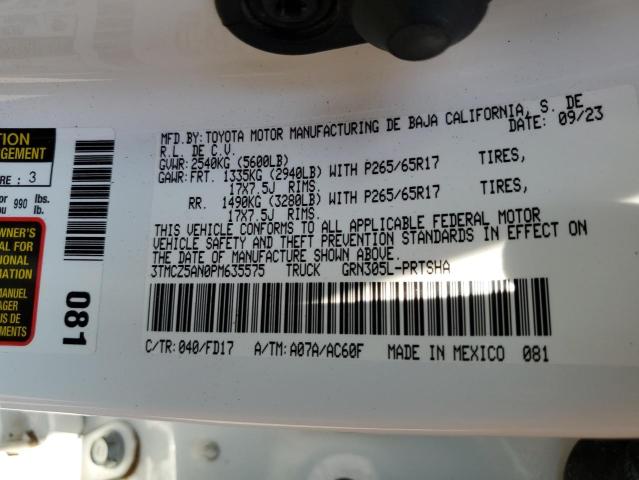 MFD.BY: TOYOTA MOTOR MANUFACTURING DE BAJA CALIFORNIA, S. DE
R.L. DE C.V. DATE: 09/23
GVWR: 2540KG (5600LB)
GAWR: FRT. 1335KG (2940LB) WITH P265/65R17 TIRES,
17X7.5J RIMS.
RR. 1490KG (3280LB) WITH P265/65R17 TIRES,
17X7.5J RIMS.
THIS VEHICLE CONFORMS TO ALL APPLICABLE FEDERAL MOTOR
VEHICLE SAFETY AND THEFT PREVENTION STANDARDS IN EFFECT ON
THE DATE OF MANUFACTURE SHOWN ABOVE.
3TMCZ5AN0PM635575 TRUCK GRN305L-PRTSHA
C/TR: 040/FD17 A/TM: A07A/AC60F MADE IN MEXICO 081
RE : 3
or 990 lbs.
ou lb.
OWNER'S
AL FOR
ORMATION
MANUEL
AGER
US DE
EMENTS
081